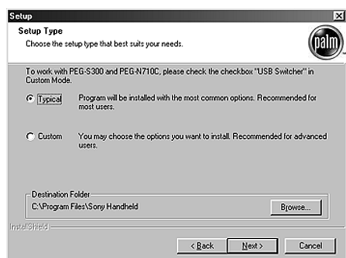 Setup
Setup Type
Choose the setup type that best suits your needs.
palm
To work with PEG-S300 and PEG-N710C, please check the checkbox "USB Switcher" in
Custom Mode.
Typical Program will be installed with the most common options. Recommended for
most users.
Custom You may choose the options you want to install. Recommended for advanced
users.
Destination Folder
C:\Program Files\Sony Handheld
Browse...
InstallShield
< Back Next > Cancel